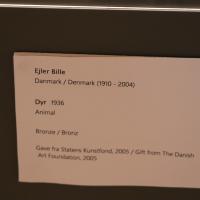 Ejler Bille
Danmark / Denmark (1910 - 2004)
Dyr 1936
Animal
Bronze / Bronz
Gave fra Statens Kunstfond, 2005 / Gift from The Danish
Art Foundation, 2005